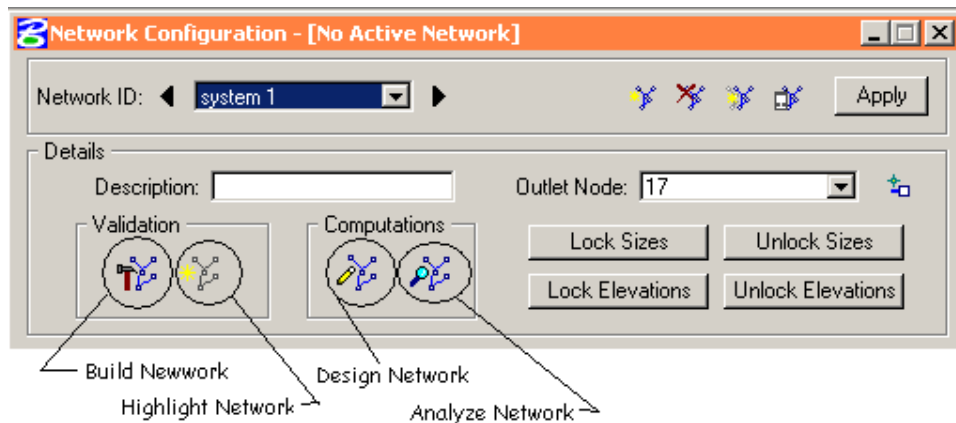 Network Configuration - [No Active Network]
Network ID: system 1 Apply
Details
Description: Outlet Node: 17
Validation Computations
Lock Sizes Unlock Sizes
Lock Elevations Unlock Elevations
Build Newwork
Design Network
Highlight Network
Analyze Network